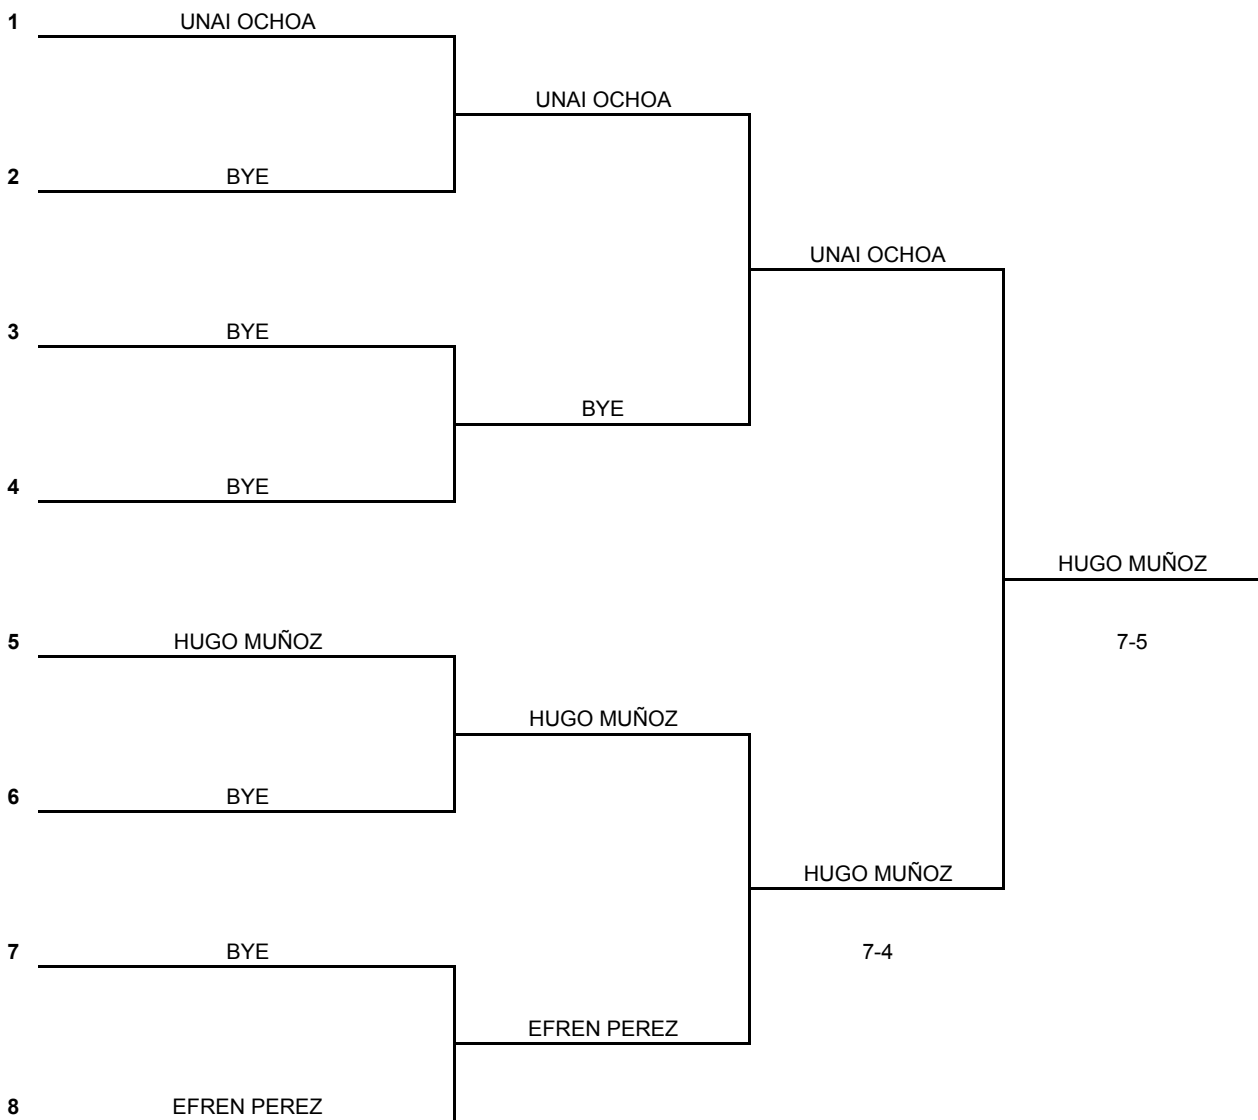 1 UNAI OCHOA
UNAI OCHOA
2 BYE
UNAI OCHOA
3 BYE
BYE
4 BYE
HUGO MUÑOZ
5 HUGO MUÑOZ 7-5
HUGO MUÑOZ
6 BYE
HUGO MUÑOZ
7 BYE 7-4
EFREN PEREZ
8 EFREN PEREZ